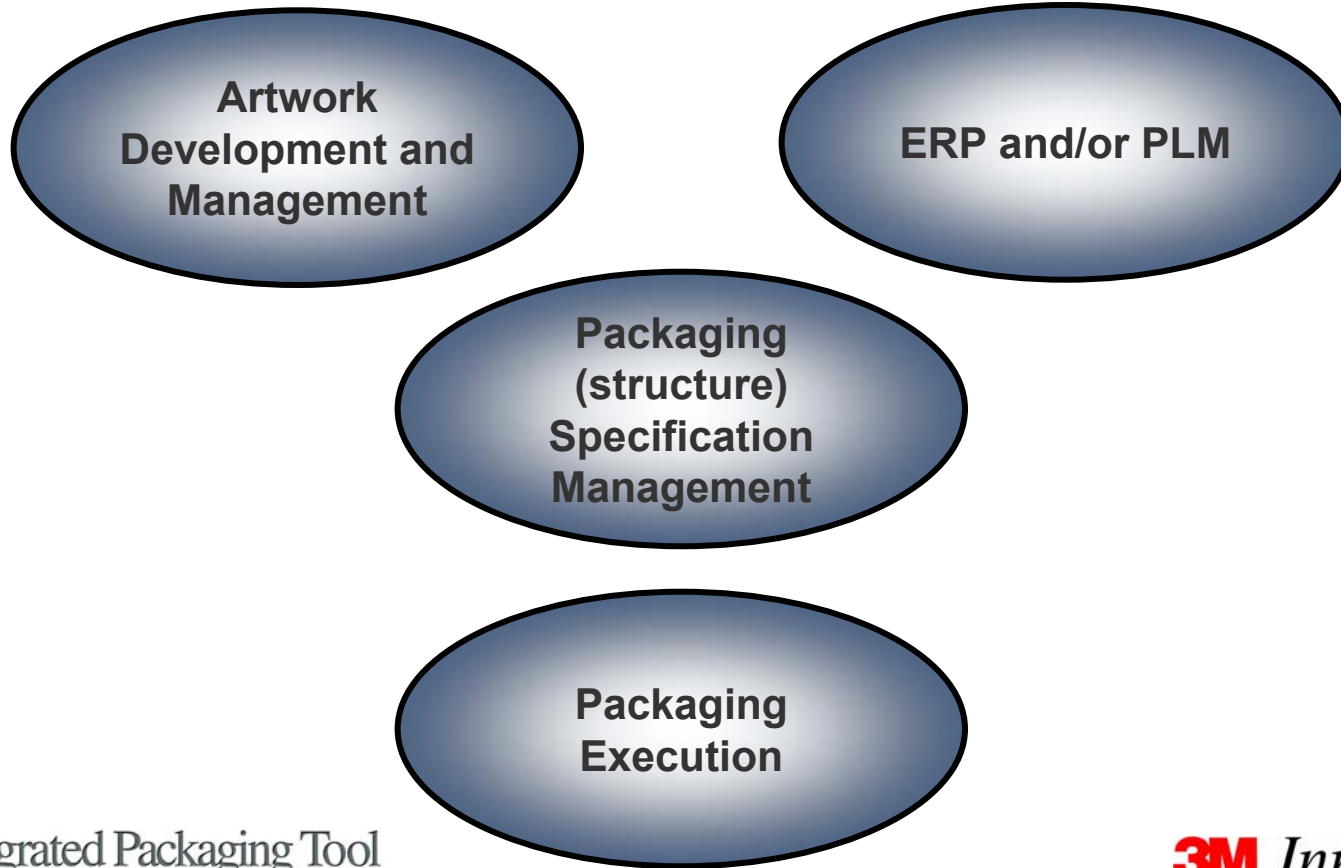 Artwork
Development and
Management
ERP and/or PLM
Packaging
(structure)
Specification
Management
Packaging
Execution
grated Packaging Tool
3M